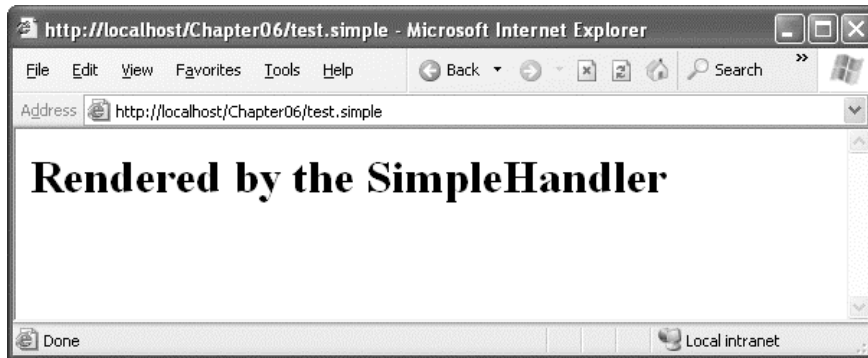 http://localhost/Chapter06/test.simple - Microsoft Internet Explorer
File Edit View Favorites Tools Help Back Search »
Address http://localhost/Chapter06/test.simple
Rendered by the SimpleHandler
Done Local intranet